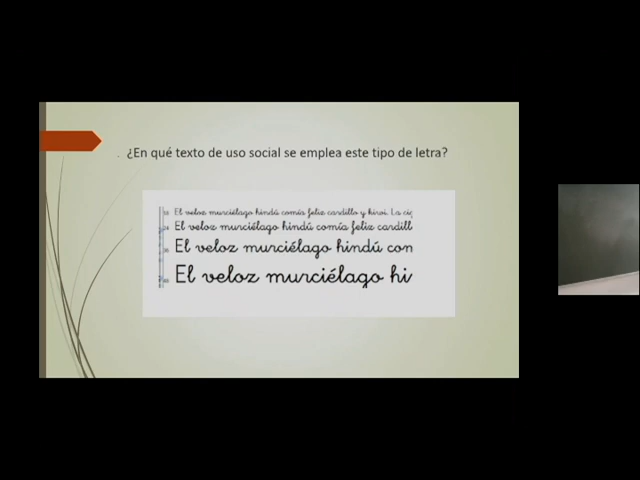 ¿En qué texto de uso social se emplea este tipo de letra?
El veloz murciélago hindú comía feliz cardillo y kiwi. La cig
El veloz murciélago hindú comía feliz cardill
El veloz murciélago hindú com
El veloz murciélago hi